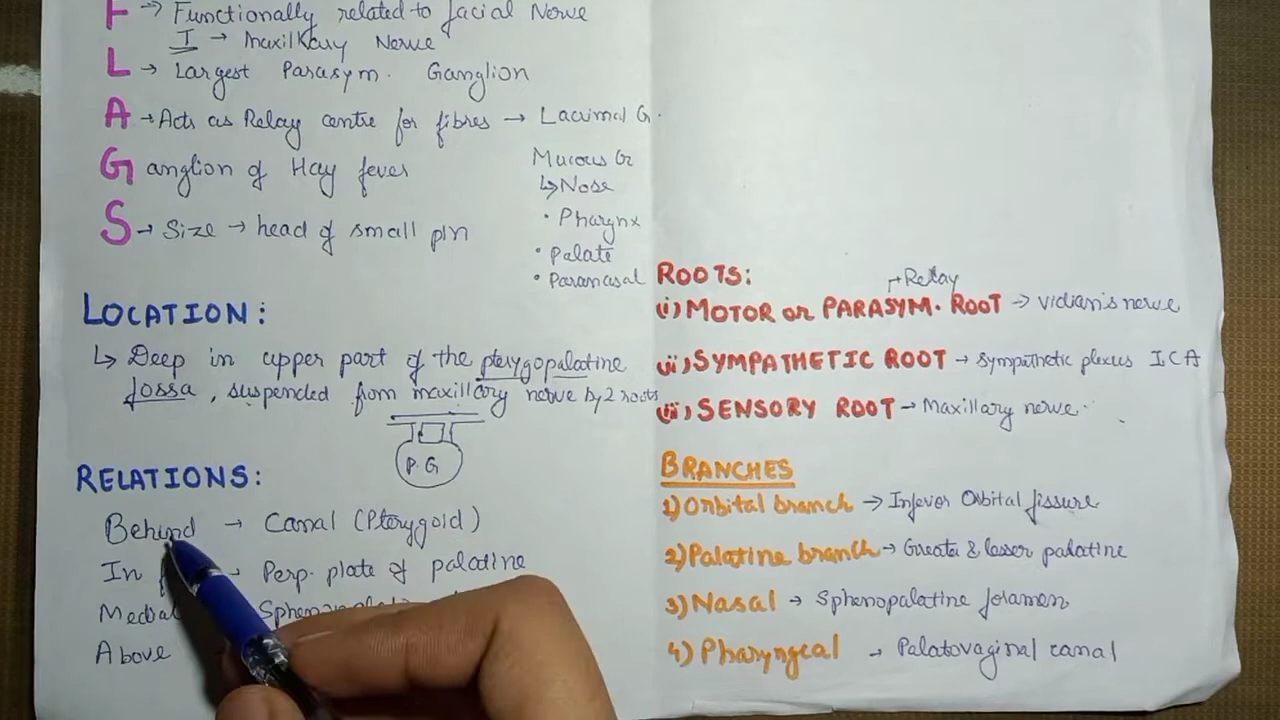 F → Functionally related to facial Nerve
I → Maxillary Nerve
L → Largest Parasym. Ganglion
A → Acts as Relay centre for fibres → Lacrimal G.
Mucous Gr
↳ Nose
• Pharynx
• Palate
• Paranasal
G anglion of Hay fever
S → Size → head of small pin
LOCATION:
↳ Deep in upper part of the pterygopalatine
fossa, suspended from maxillary nerve by 2 roots
P.G
RELATIONS:
Behind → Canal (Pterygoid)
In → Perp. plate of palatine
Medial
Above
ROOTS:
Relay
(i) MOTOR or PARASYM. ROOT → vidian's nerve
(ii) SYMPATHETIC ROOT → sympathetic plexus ICA
(iii) SENSORY ROOT → Maxillary nerve
BRANCHES
1) Orbital branch → Inferior Orbital fissure
2) Palatine branch → Greater & lesser palatine
3) Nasal → Sphenopalatine foramen
4) Pharyngeal → Palatovaginal canal